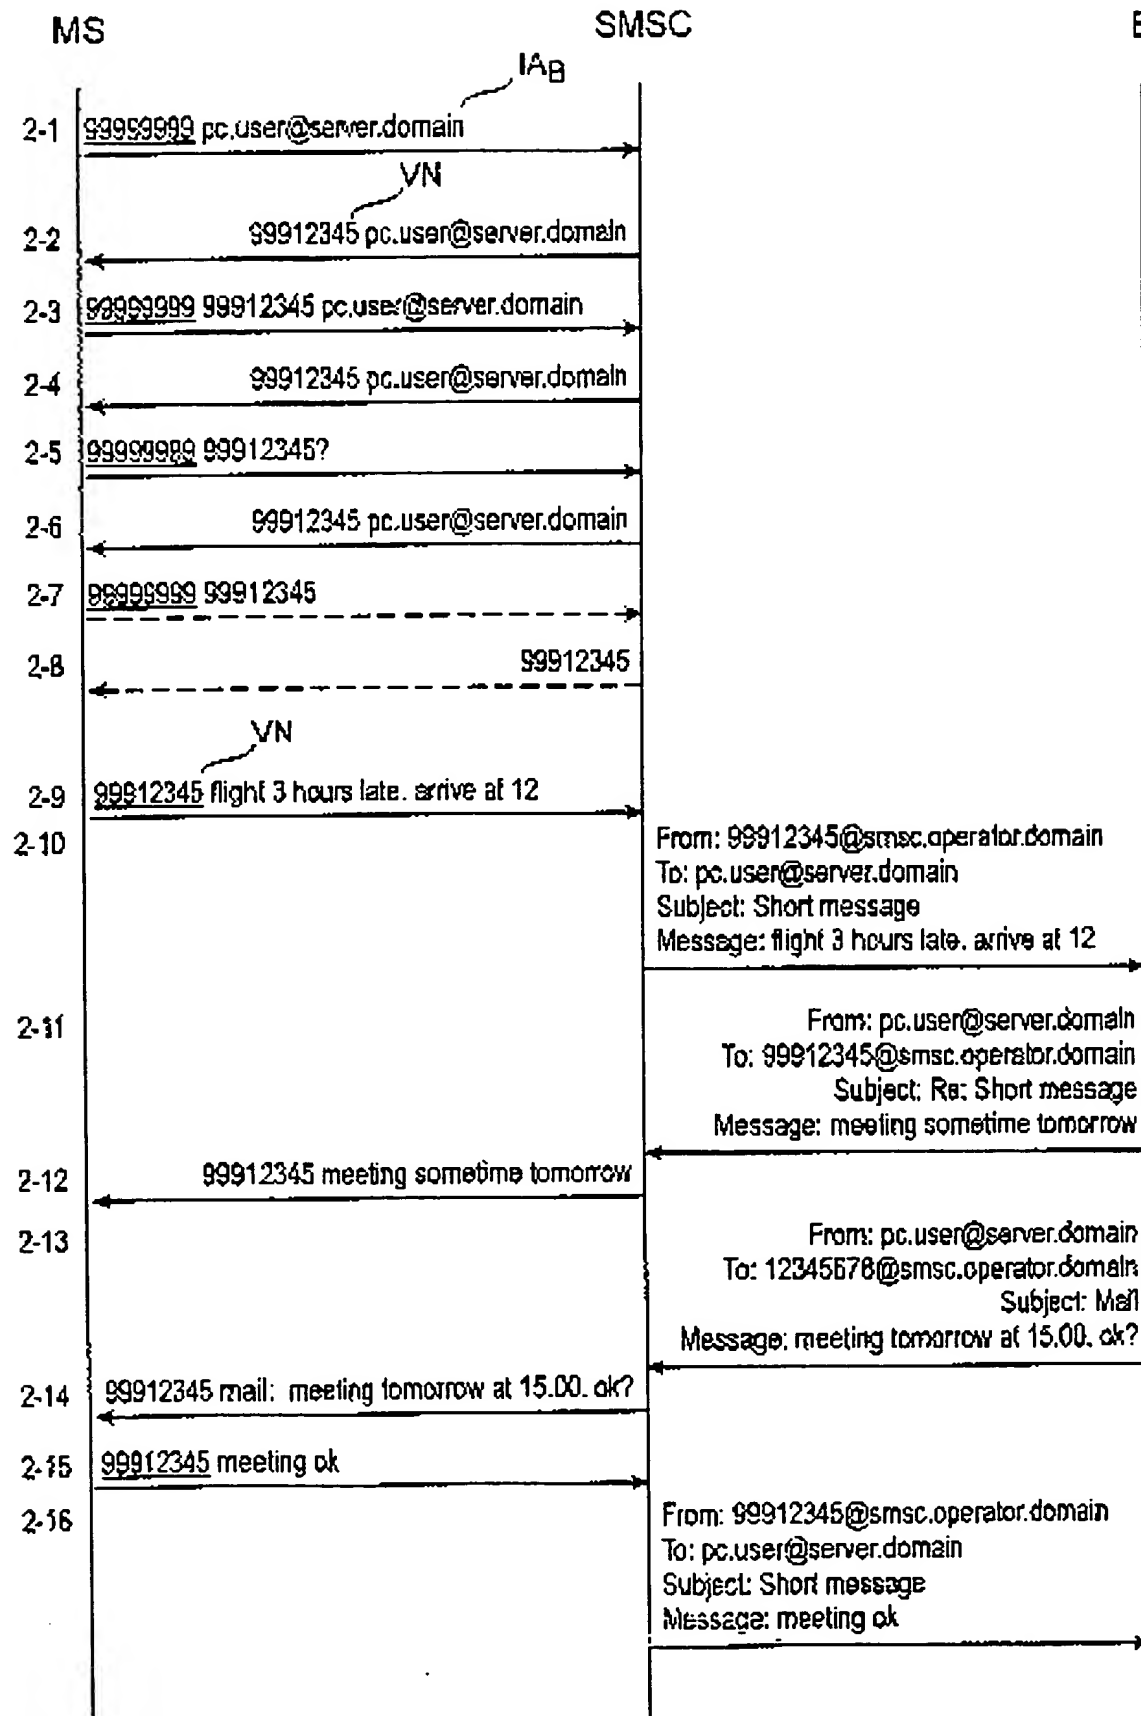 MS SMSC
IAB
2-1 99999999 pc.user@server.domain
VN
2-2 99912345 pc.user@server.domain
2-3 99999999 99912345 pc.user@server.domain
2-4 99912345 pc.user@server.domain
2-5 99999999 99912345?
2-6 99912345 pc.user@server.domain
2-7 99999999 99912345
2-8 99912345
VN
2-9 99912345 flight 3 hours late. arrive at 12
2-10
From: 99912345@smsc.operator.domain
To: pc.user@server.domain
Subject: Short message
Message: flight 3 hours late. arrive at 12
2-11
From: pc.user@server.domain
To: 99912345@smsc.operator.domain
Subject: Re: Short message
Message: meeting sometime tomorrow
2-12 99912345 meeting sometime tomorrow
2-13
From: pc.user@server.domain
To: 12345678@smsc.operator.domain
Subject: Mail
Message: meeting tomorrow at 15.00. ok?
2-14 99912345 mail: meeting tomorrow at 15.00. ok?
2-15 99912345 meeting ok
2-16
From: 99912345@smsc.operator.domain
To: pc.user@server.domain
Subject: Short message
Message: meeting ok